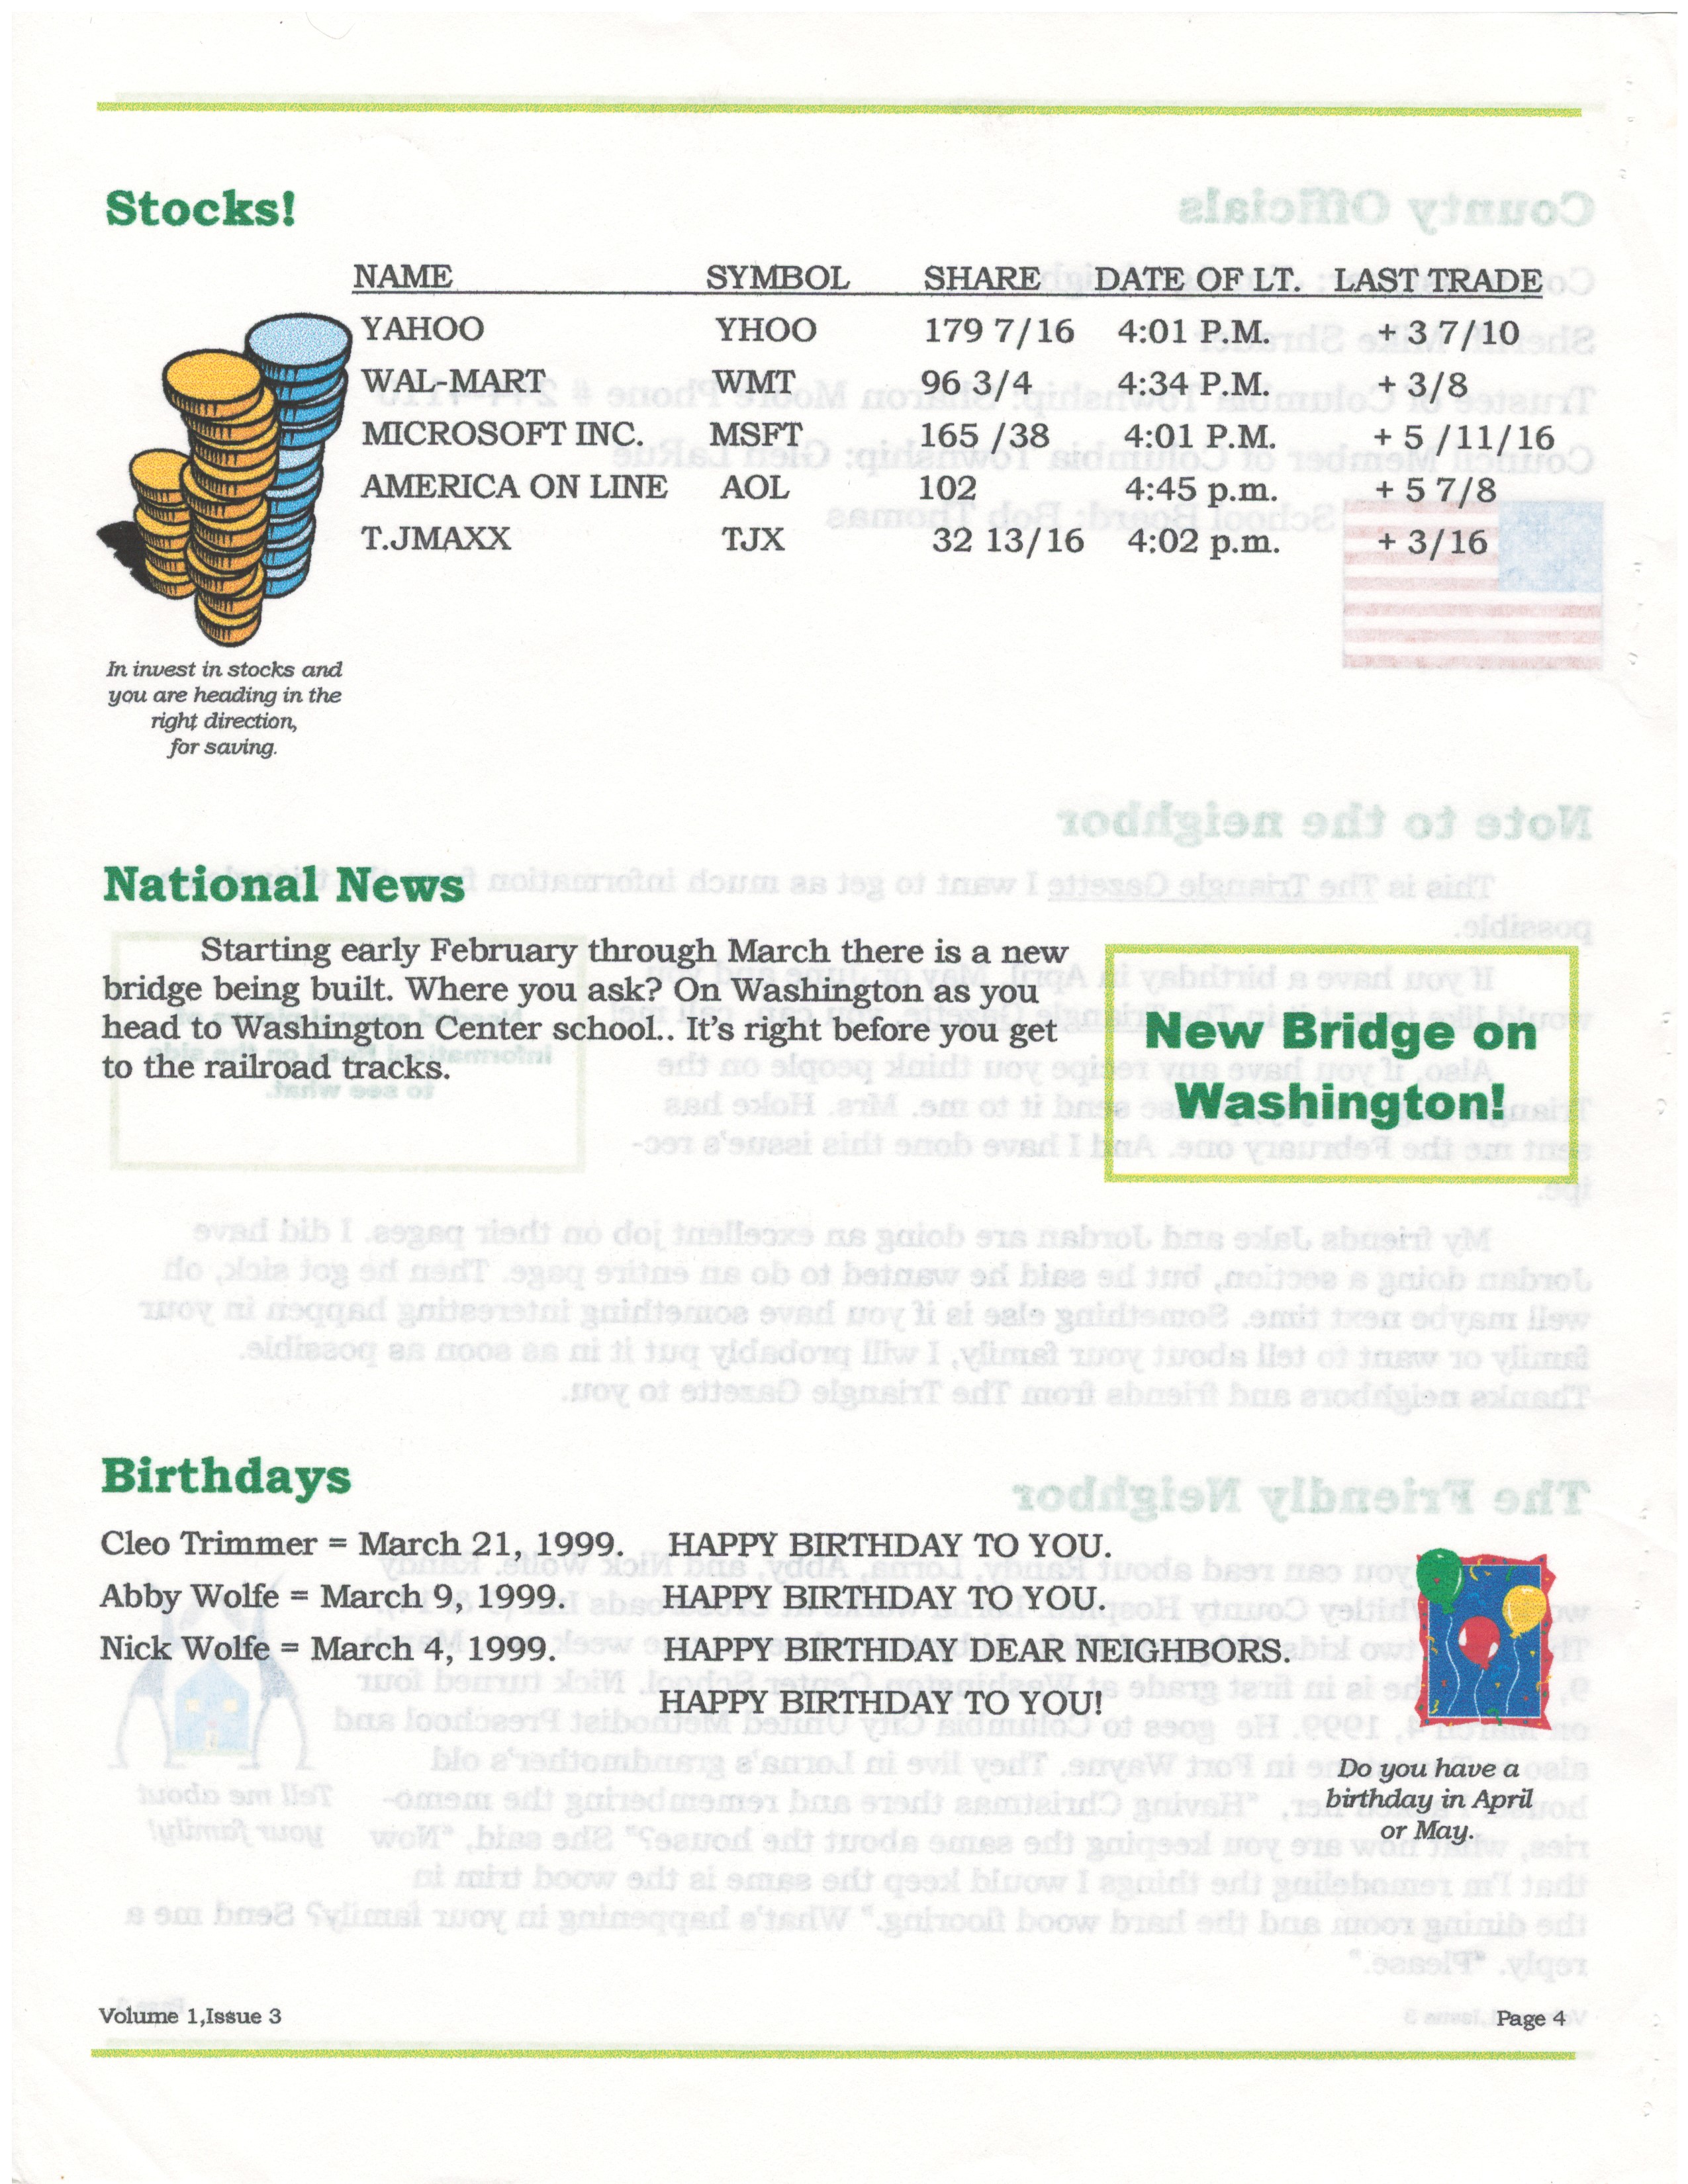 Stocks!
NAME SYMBOL SHARE DATE OF LT. LAST TRADE
YAHOO YHOO 179 7/16 4:01 P.M. + 3 7/10
WAL-MART WMT 96 3/4 4:34 P.M. + 3/8
MICROSOFT INC. MSFT 165 /38 4:01 P.M. + 5 /11/16
AMERICA ON LINE AOL 102 4:45 p.m. + 5 7/8
T.JMAXX TJX 32 13/16 4:02 p.m. + 3/16
In invest in stocks and
you are heading in the
right direction,
for saving.
National News
Starting early February through March there is a new
bridge being built. Where you ask? On Washington as you
head to Washington Center school.. It's right before you get
to the railroad tracks.
New Bridge on
Washington!
Birthdays
Cleo Trimmer = March 21, 1999. HAPPY BIRTHDAY TO YOU.
Abby Wolfe = March 9, 1999. HAPPY BIRTHDAY TO YOU.
Nick Wolfe = March 4, 1999. HAPPY BIRTHDAY DEAR NEIGHBORS.
HAPPY BIRTHDAY TO YOU!
Do you have a
birthday in April
or May.
Volume 1,Issue 3 Page 4